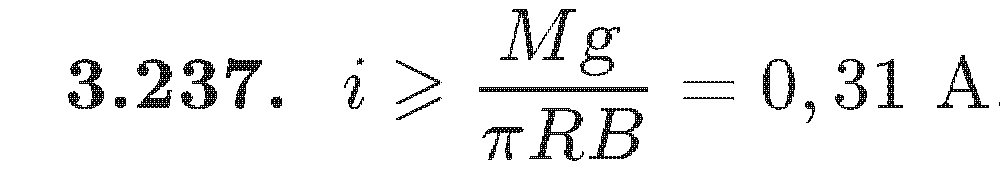 3.237. i ⩾ Mg / πRB = 0,31 А.